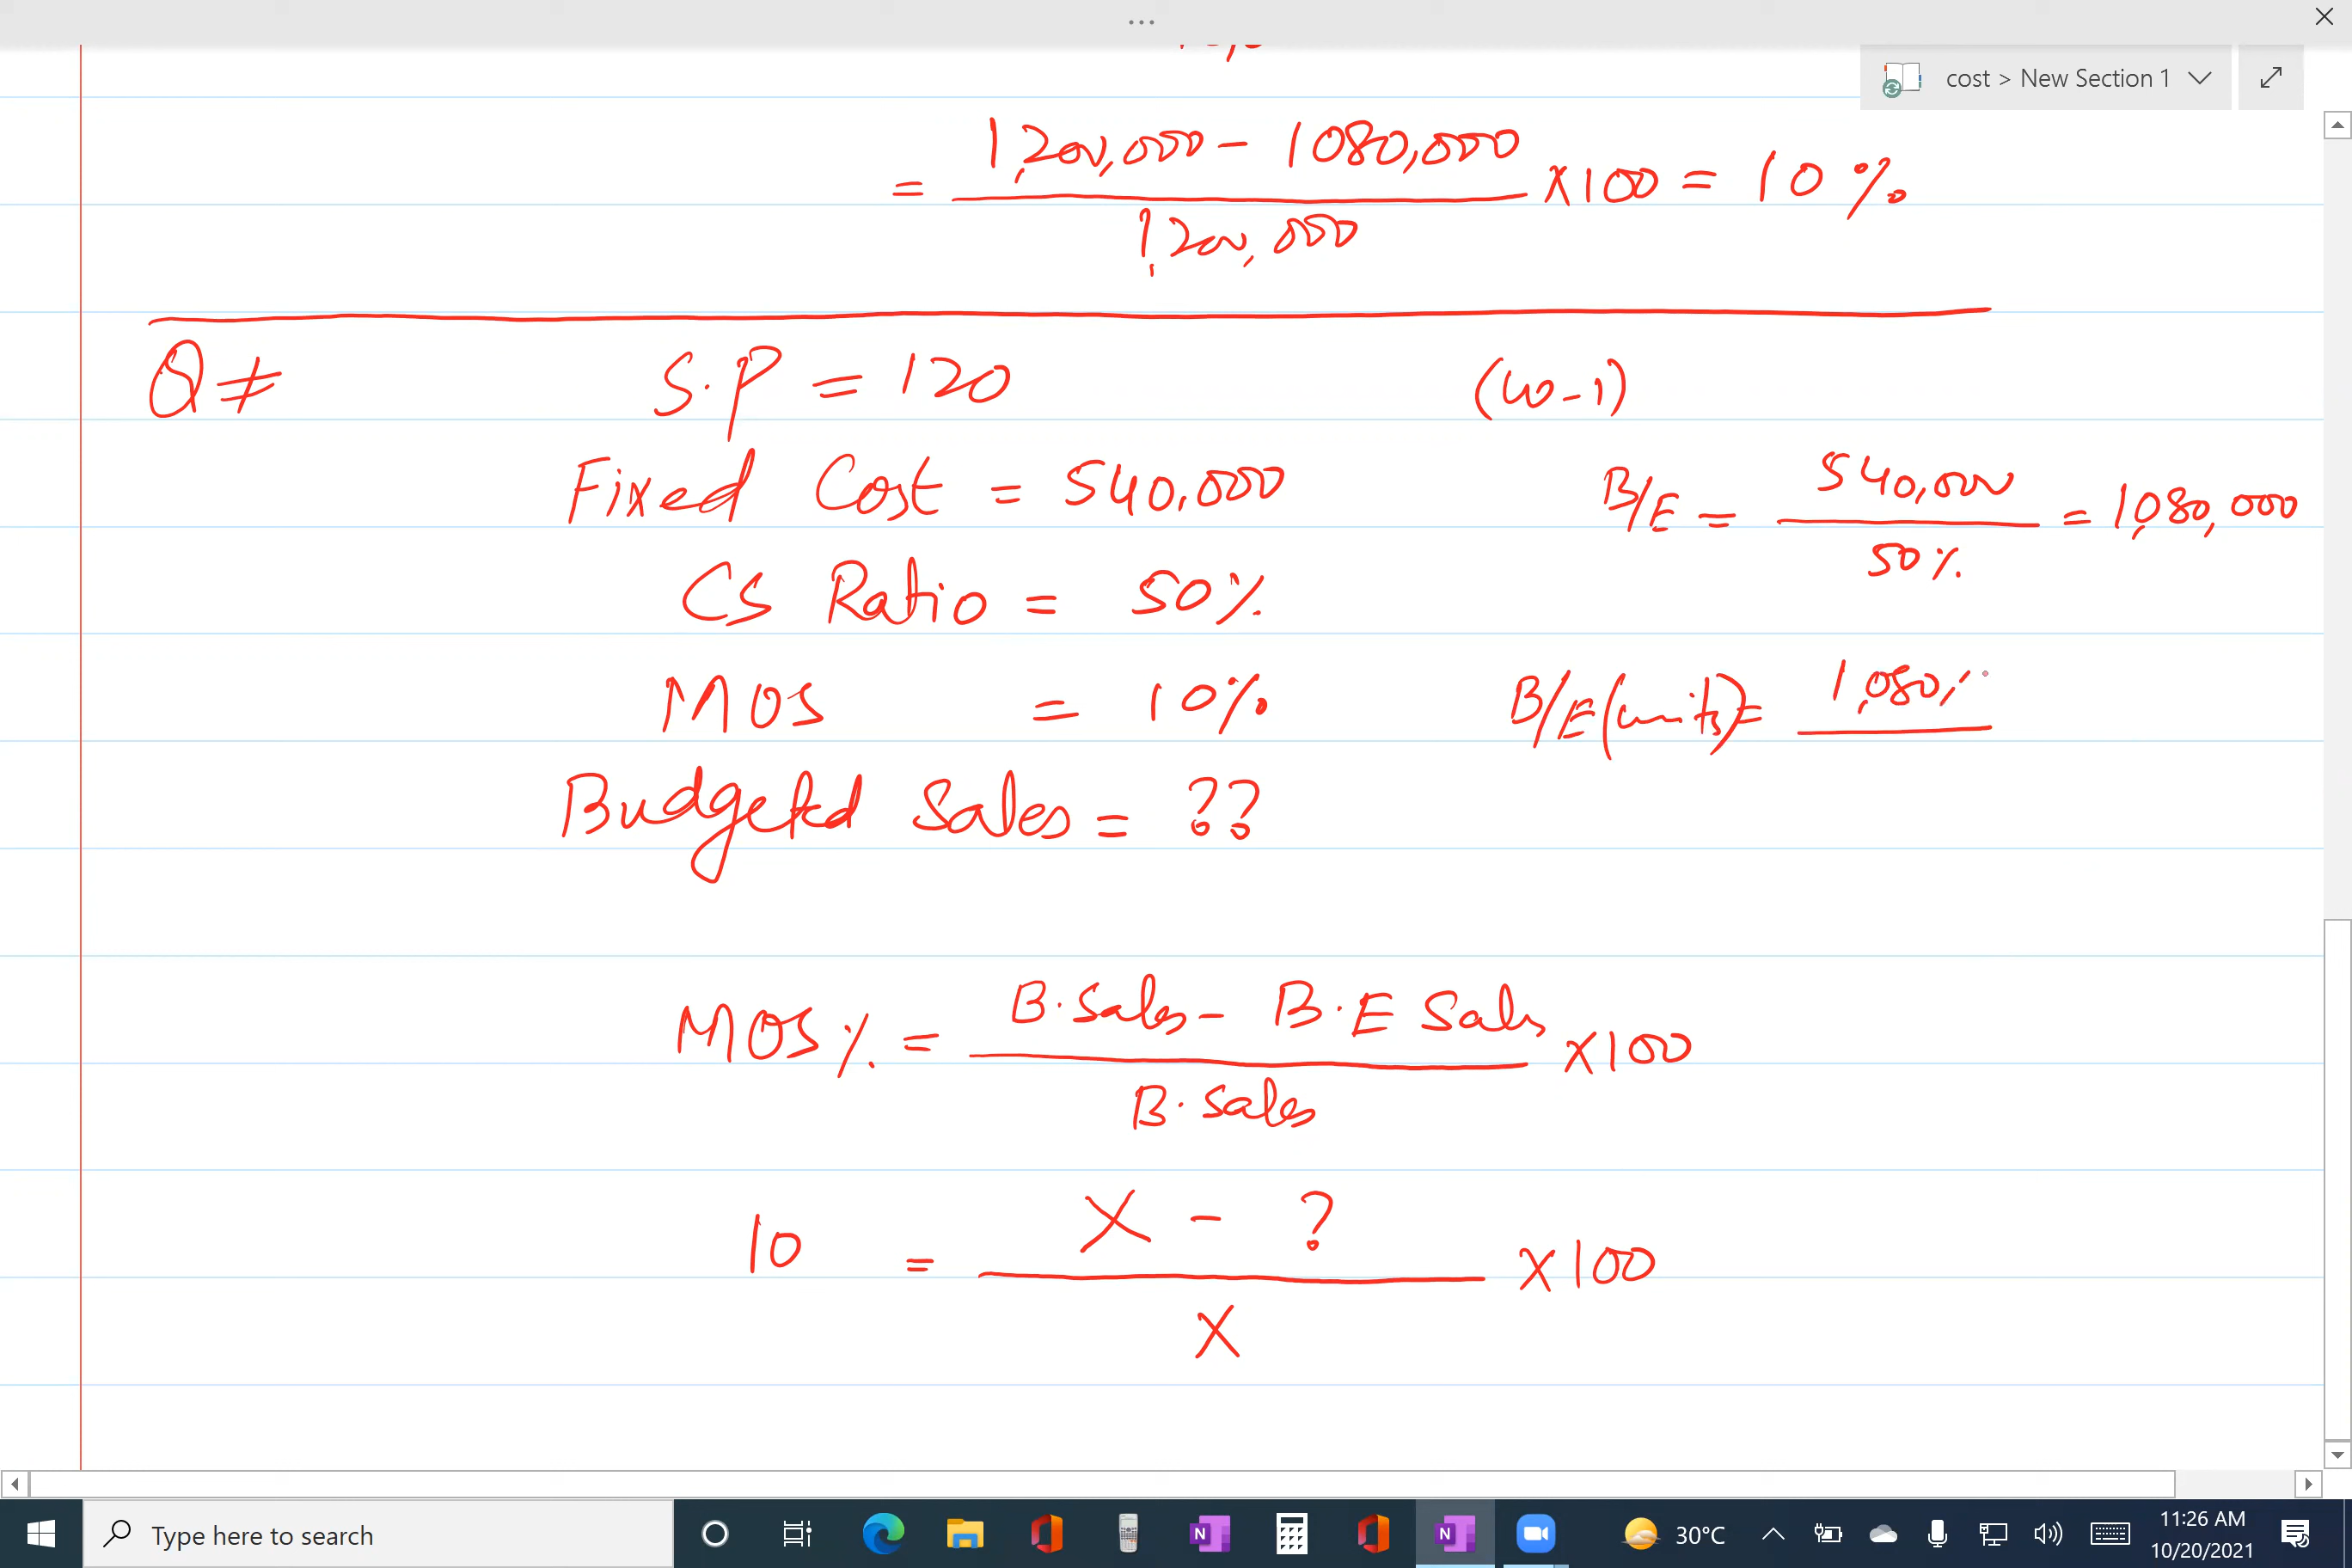 ...
cost > New Section 1
= 1,200,000 - 1080,000 / 1,200,000 X100 = 10%
Q≠ S.P = 120 (W-1)
Fixed Cost = 540,000 B/E = 540,000 / 50% = 1,080,000
CS Ratio = 50%
MOS = 10% B/E(units) = 1,080,
Budgeted Sales = ??
MOS% = B.Sales - B.E Sales / B.Sales X100
10 = X - ? / X X100
Type here to search
30°C
11:26 AM
10/20/2021